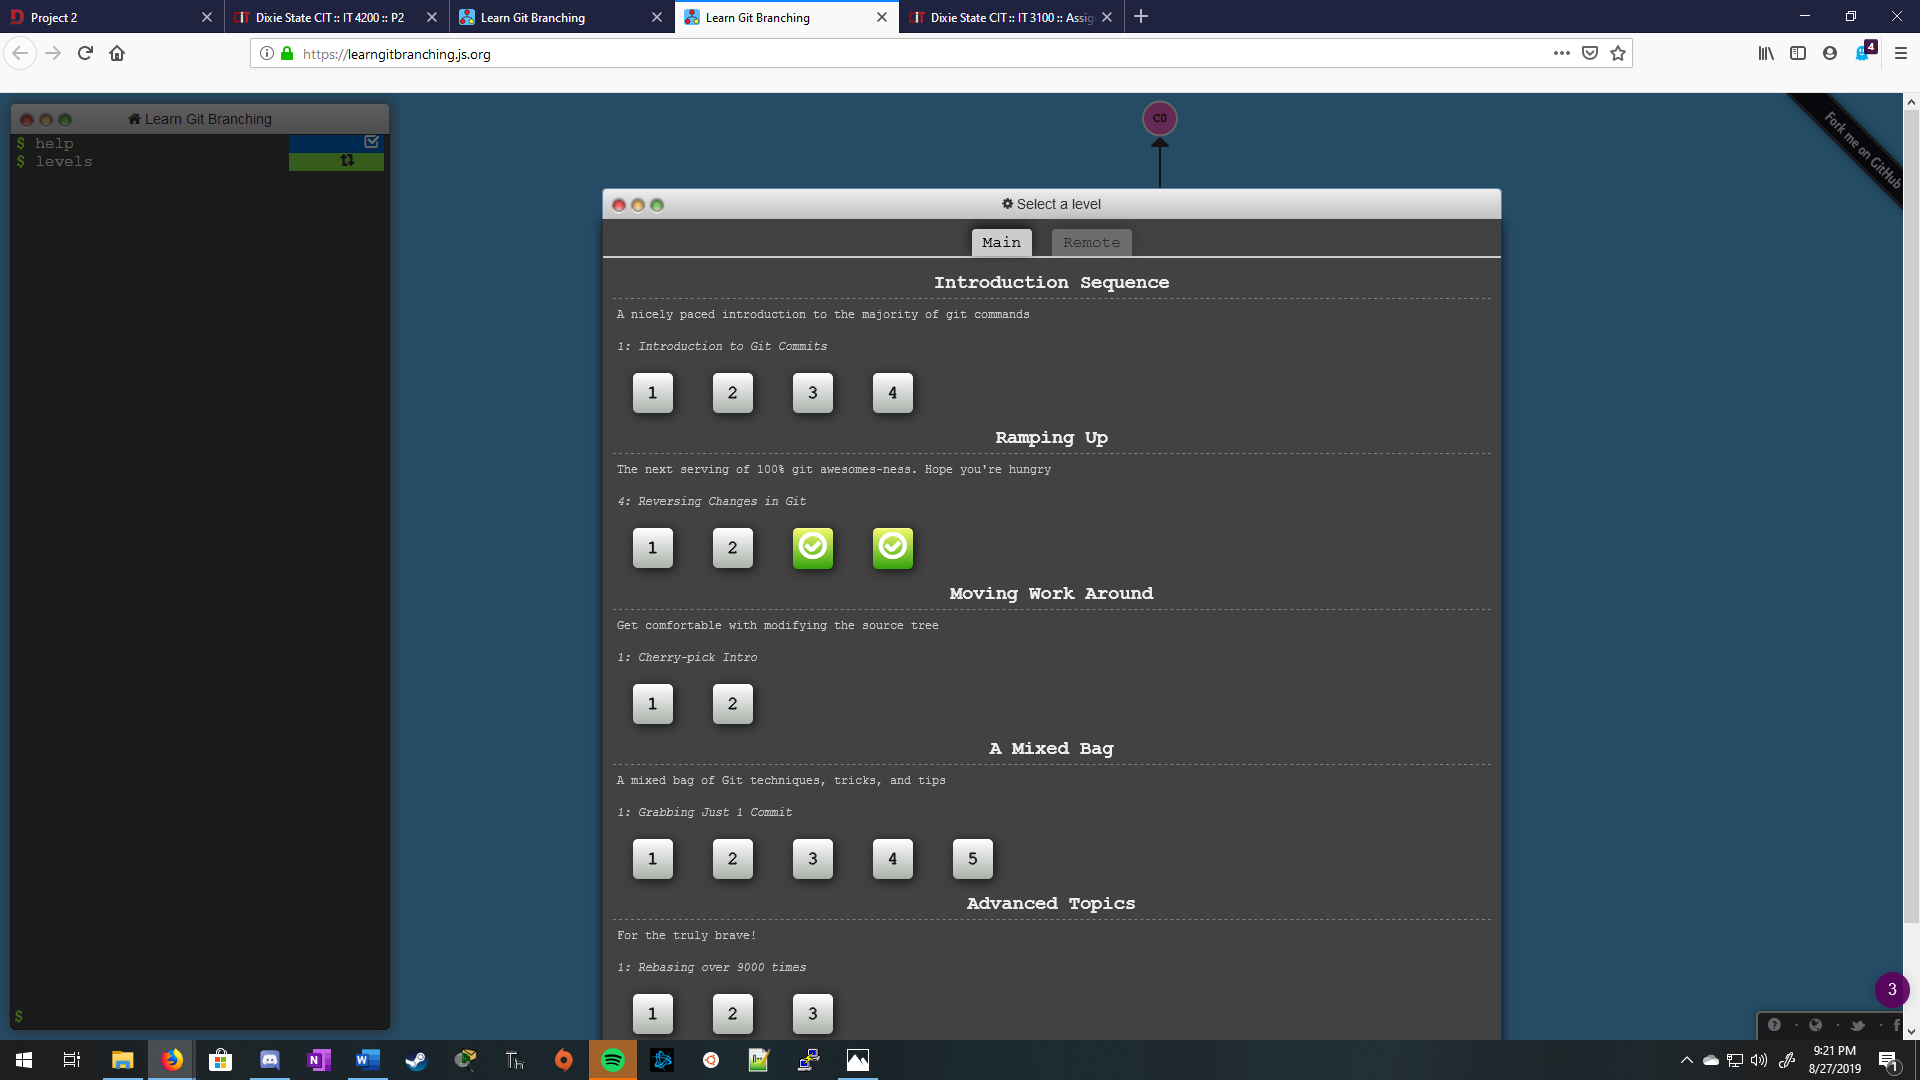 Project 2
Dixie State CIT :: IT 4200 :: P2
Learn Git Branching
Learn Git Branching
Dixie State CIT :: IT 3100 :: Assig
https://learngitbranching.js.org
4
Learn Git Branching
$ help
$ levels
$
C0
Fork me on GitHub
Select a level
Main
Remote
Introduction Sequence
A nicely paced introduction to the majority of git commands
1: Introduction to Git Commits
1 2 3 4
Ramping Up
The next serving of 100% git awesomes-ness. Hope you're hungry
4: Reversing Changes in Git
1 2
Moving Work Around
Get comfortable with modifying the source tree
1: Cherry-pick Intro
1 2
A Mixed Bag
A mixed bag of Git techniques, tricks, and tips
1: Grabbing Just 1 Commit
1 2 3 4 5
Advanced Topics
For the truly brave!
1: Rebasing over 9000 times
1 2 3
3
9:21 PM
8/27/2019
1